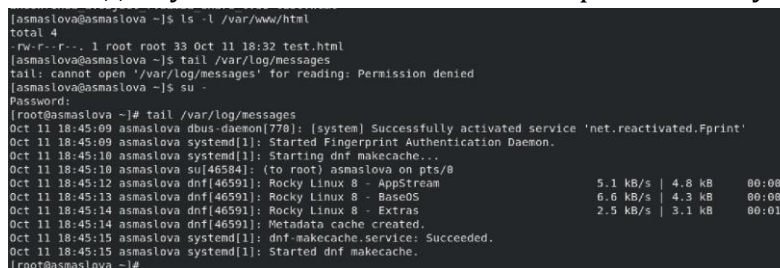 [asmaslova@asmaslova ~]$ ls -l /var/www/html
total 4
-rw-r--r--. 1 root root 33 Oct 11 18:32 test.html
[asmaslova@asmaslova ~]$ tail /var/log/messages
tail: cannot open '/var/log/messages' for reading: Permission denied
[asmaslova@asmaslova ~]$ su -
Password:
[root@asmaslova ~]# tail /var/log/messages
Oct 11 18:45:09 asmaslova dbus-daemon[770]: [system] Successfully activated service 'net.reactivated.Fprint'
Oct 11 18:45:09 asmaslova systemd[1]: Started Fingerprint Authentication Daemon.
Oct 11 18:45:10 asmaslova systemd[1]: Starting dnf makecache...
Oct 11 18:45:10 asmaslova su[46584]: (to root) asmaslova on pts/0
Oct 11 18:45:12 asmaslova dnf[46591]: Rocky Linux 8 - AppStream 5.1 kB/s | 4.8 kB 00:00
Oct 11 18:45:13 asmaslova dnf[46591]: Rocky Linux 8 - BaseOS 6.6 kB/s | 4.3 kB 00:00
Oct 11 18:45:14 asmaslova dnf[46591]: Rocky Linux 8 - Extras 2.5 kB/s | 3.1 kB 00:01
Oct 11 18:45:14 asmaslova dnf[46591]: Metadata cache created.
Oct 11 18:45:15 asmaslova systemd[1]: dnf-makecache.service: Succeeded.
Oct 11 18:45:15 asmaslova systemd[1]: Started dnf makecache.
[root@asmaslova ~]#